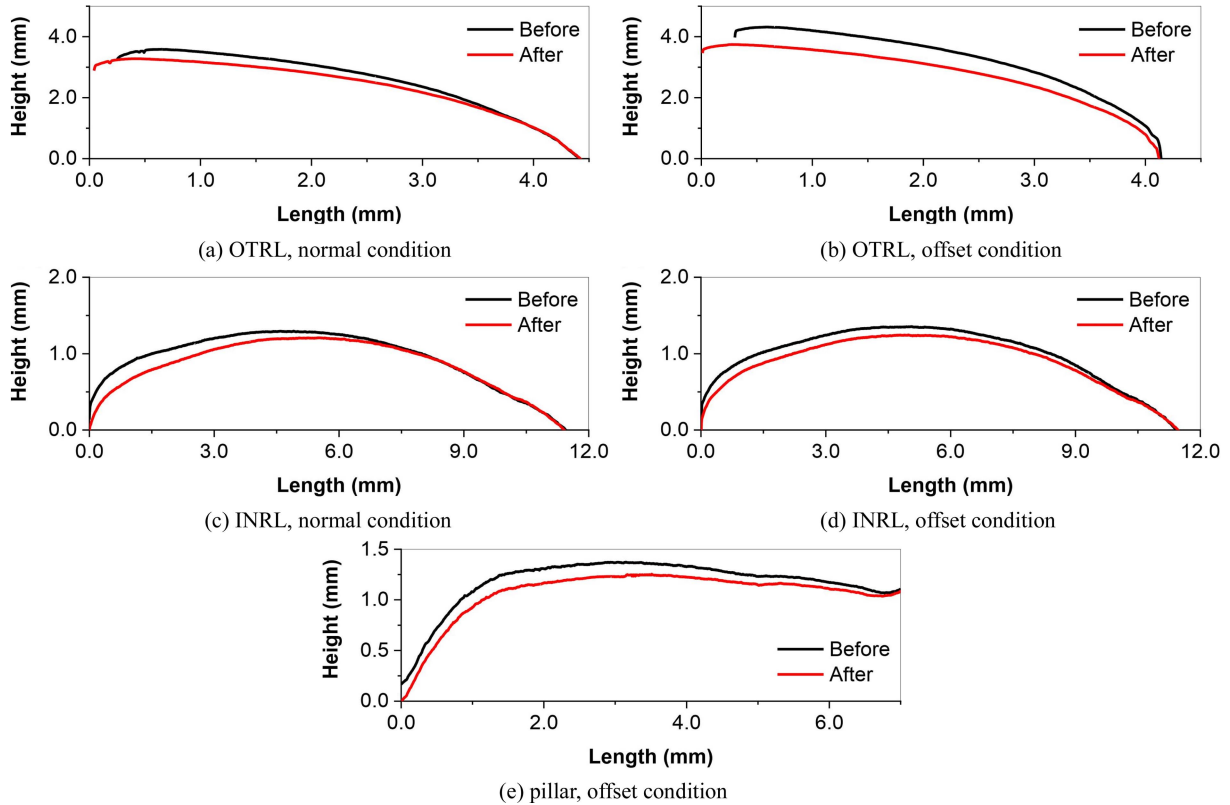 Height (mm)
4.0
2.0
0.0
Before
After
0.0 1.0 2.0 3.0 4.0
Length (mm)
(a) OTRL, normal condition
Height (mm)
4.0
2.0
0.0
Before
After
0.0 1.0 2.0 3.0 4.0
Length (mm)
(b) OTRL, offset condition
Height (mm)
2.0
1.0
0.0
Before
After
0.0 3.0 6.0 9.0 12.0
Length (mm)
(c) INRL, normal condition
Height (mm)
2.0
1.0
0.0
Before
After
0.0 3.0 6.0 9.0 12.0
Length (mm)
(d) INRL, offset condition
Height (mm)
1.5
1.0
0.5
0.0
Before
After
0.0 2.0 4.0 6.0
Length (mm)
(e) pillar, offset condition